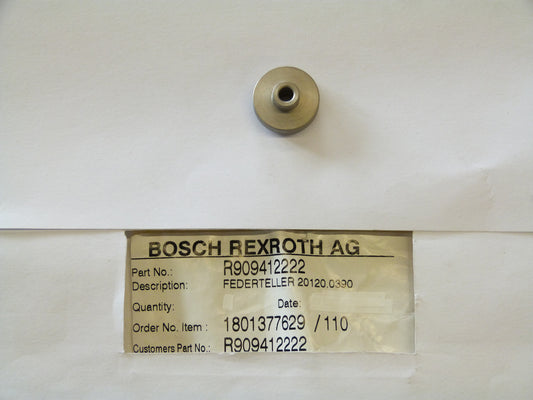 BOSCH REXROTH AG
Part No.: R909412222
Description: FEDERTELLER 20120.0390
Quantity: Date:
Order No. Item : 1801377629 /110
Customers Part No.: R909412222